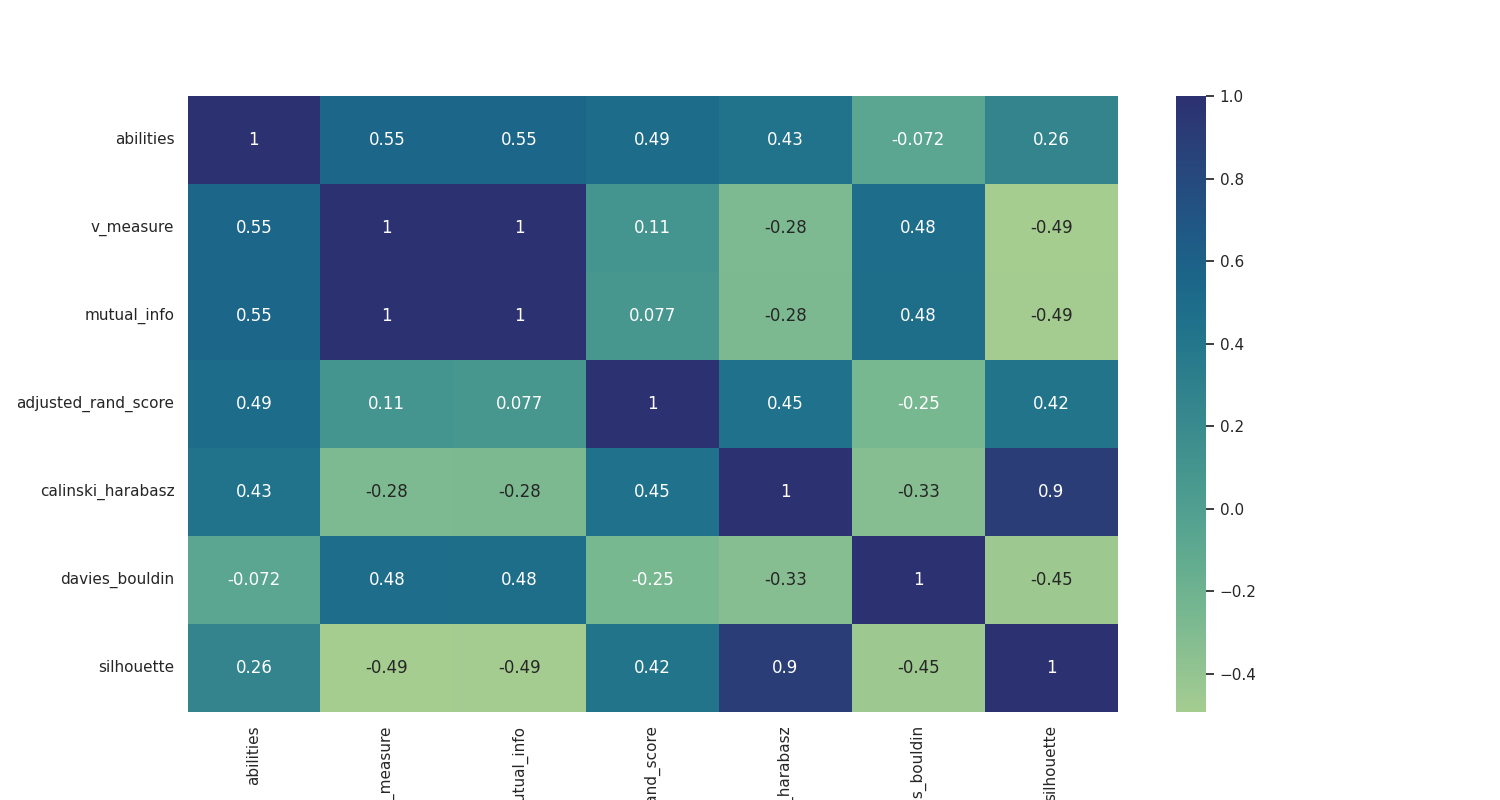 abilities 1 0.55 0.55 0.49 0.43 -0.072 0.26
v_measure 0.55 1 1 0.11 -0.28 0.48 -0.49
mutual_info 0.55 1 1 0.077 -0.28 0.48 -0.49
adjusted_rand_score 0.49 0.11 0.077 1 0.45 -0.25 0.42
calinski_harabasz 0.43 -0.28 -0.28 0.45 1 -0.33 0.9
davies_bouldin -0.072 0.48 0.48 -0.25 -0.33 1 -0.45
silhouette 0.26 -0.49 -0.49 0.42 0.9 -0.45 1
abilities
_measure
utual_info
and_score
_harabasz
s_bouldin
silhouette
1.0
0.8
0.6
0.4
0.2
0.0
−0.2
−0.4